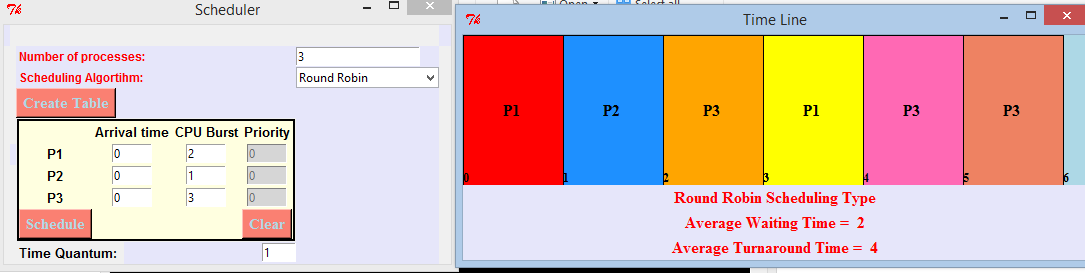 Open Select all
Scheduler
Number of processes: 3
Scheduling Algortihm: Round Robin
Create Table
Arrival time CPU Burst Priority
P1 0 2 0
P2 0 1 0
P3 0 3 0
Schedule Clear
Time Quantum: 1
Time Line
P1 P2 P3 P1 P3 P3
0 1 2 3 4 5 6
Round Robin Scheduling Type
Average Waiting Time = 2
Average Turnaround Time = 4